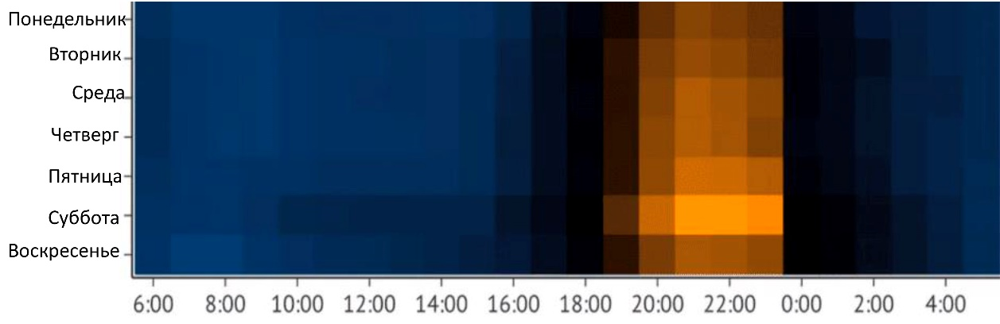 Понедельник
Вторник
Среда
Четверг
Пятница
Суббота
Воскресенье
6:00 8:00 10:00 12:00 14:00 16:00 18:00 20:00 22:00 0:00 2:00 4:00